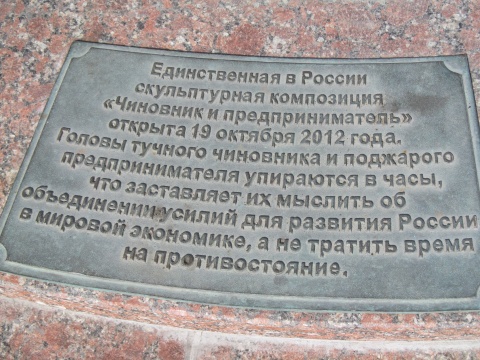 Единственная в России
скульптурная композиция
«Чиновник и предприниматель»
открыта 19 октября 2012 года.
Головы тучного чиновника и поджарого
предпринимателя упираются в часы,
что заставляет их мыслить об
объединении усилий для развития России
в мировой экономике, а не тратить время
на противостояние.